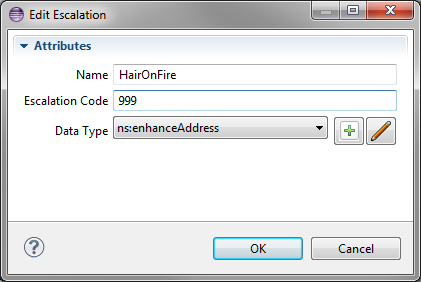 Edit Escalation
Attributes
Name HairOnFire
Escalation Code 999
Data Type ns:enhanceAddress
? OK Cancel